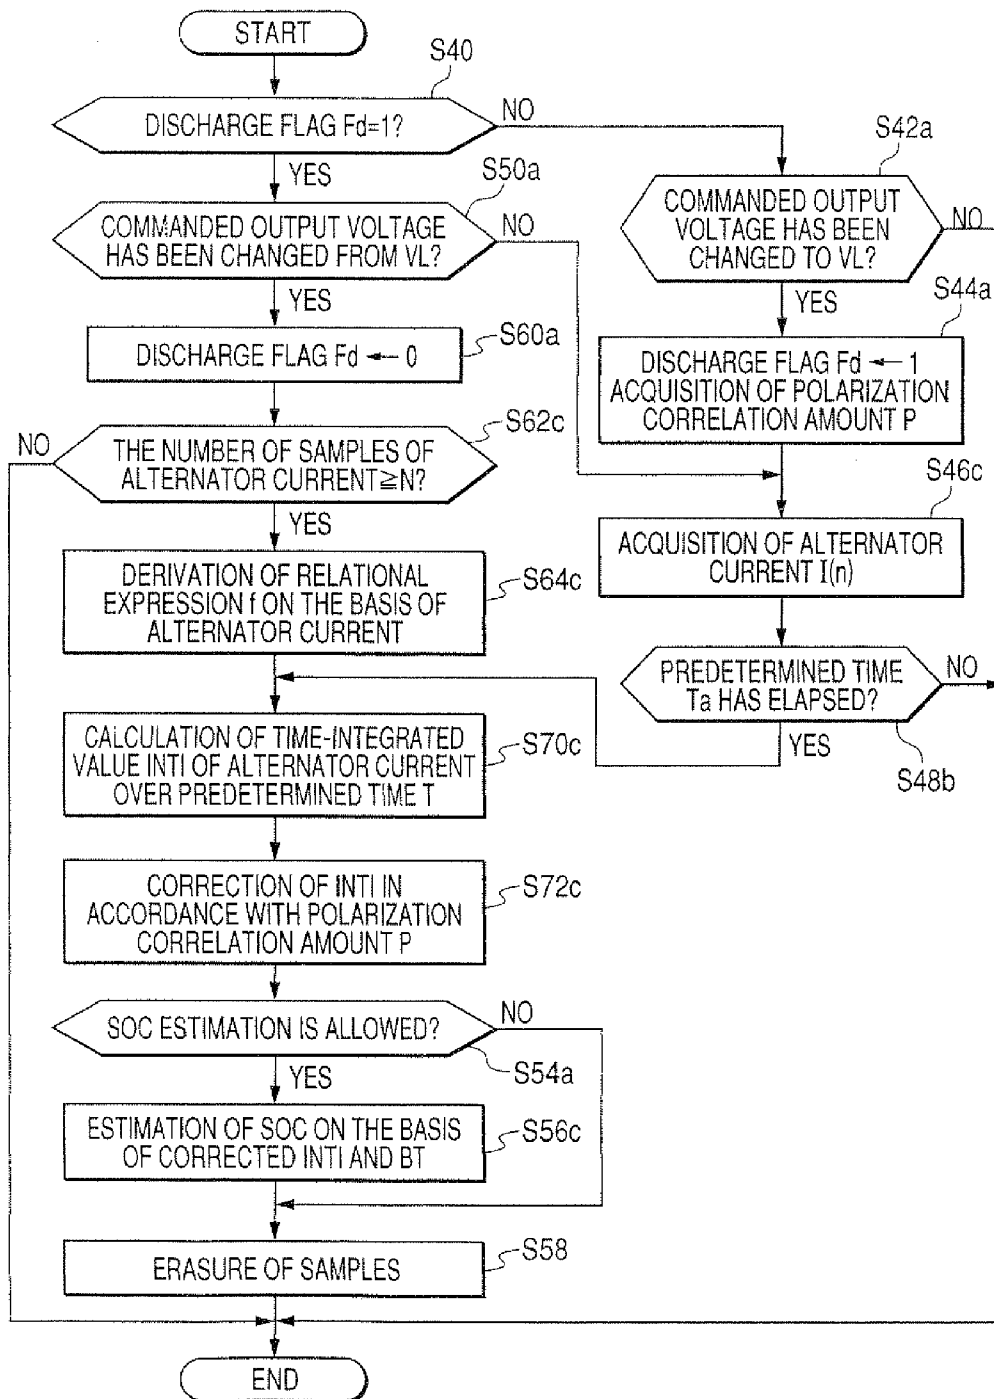 START
S40
DISCHARGE FLAG Fd=1?
NO
YES
S42a
COMMANDED OUTPUT
VOLTAGE HAS BEEN
CHANGED TO VL?
NO
YES
S50a
COMMANDED OUTPUT VOLTAGE
HAS BEEN CHANGED FROM VL?
NO
YES
S44a
DISCHARGE FLAG Fd ← 1
ACQUISITION OF POLARIZATION
CORRELATION AMOUNT P
S60a
DISCHARGE FLAG Fd ← 0
S62c
NO
THE NUMBER OF SAMPLES OF
ALTERNATOR CURRENT≧N?
YES
S46c
ACQUISITION OF ALTERNATOR
CURRENT I(n)
S64c
DERIVATION OF RELATIONAL
EXPRESSION f ON THE BASIS OF
ALTERNATOR CURRENT
PREDETERMINED TIME
Ta HAS ELAPSED?
NO
YES
S48b
CALCULATION OF TIME-INTEGRATED
VALUE INTI OF ALTERNATOR CURRENT
OVER PREDETERMINED TIME T
S70c
CORRECTION OF INTI IN
ACCORDANCE WITH POLARIZATION
CORRELATION AMOUNT P
S72c
SOC ESTIMATION IS ALLOWED?
NO
YES
S54a
ESTIMATION OF SOC ON THE BASIS
OF CORRECTED INTI AND BT
S56c
ERASURE OF SAMPLES
S58
END